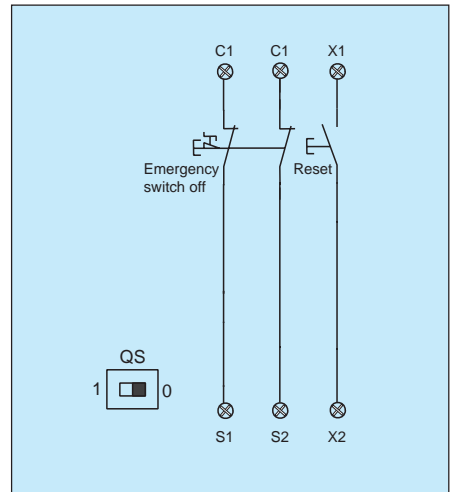 C1 C1 X1
Emergency
switch off
Reset
QS
1 0
S1 S2 X2